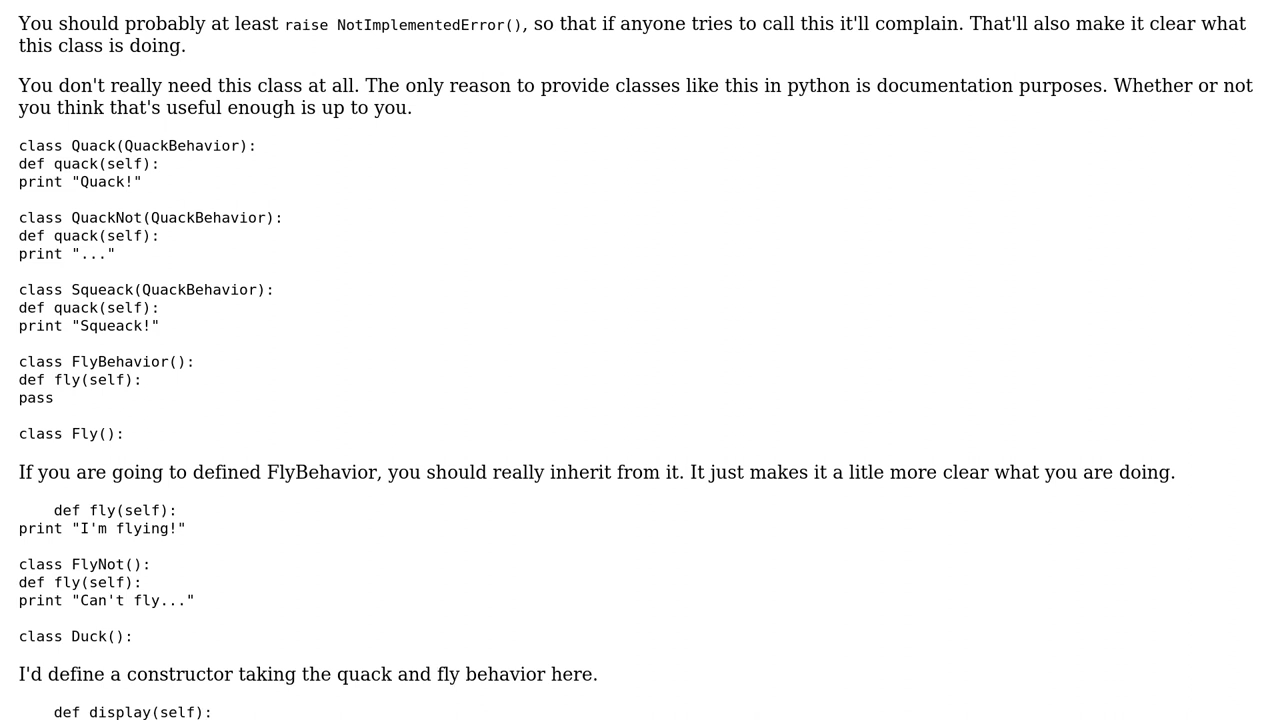 You should probably at least raise NotImplementedError(), so that if anyone tries to call this it'll complain. That'll also make it clear what
this class is doing.
You don't really need this class at all. The only reason to provide classes like this in python is documentation purposes. Whether or not
you think that's useful enough is up to you.
class Quack(QuackBehavior):
def quack(self):
print "Quack!"
class QuackNot(QuackBehavior):
def quack(self):
print "..."
class Squeack(QuackBehavior):
def quack(self):
print "Squeack!"
class FlyBehavior():
def fly(self):
pass
class Fly():
If you are going to defined FlyBehavior, you should really inherit from it. It just makes it a litle more clear what you are doing.
    def fly(self):
print "I'm flying!"
class FlyNot():
def fly(self):
print "Can't fly..."
class Duck():
I'd define a constructor taking the quack and fly behavior here.
    def display(self):